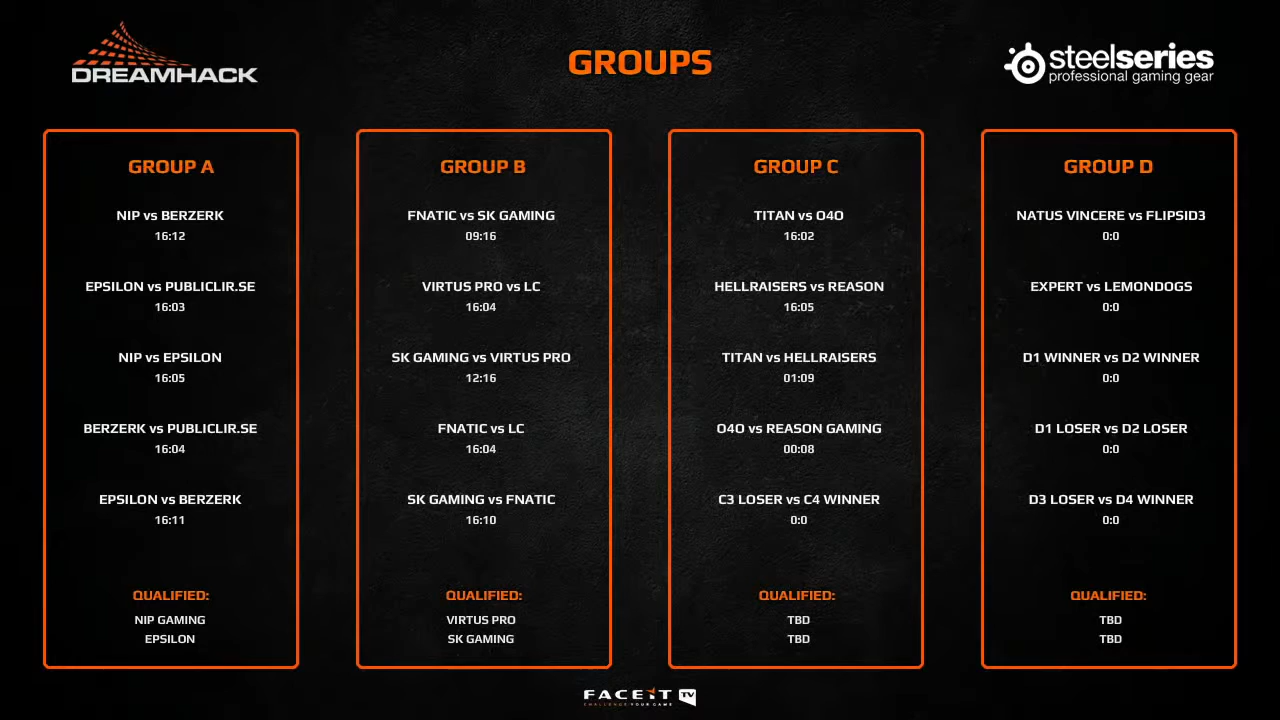 DREAMHACK
GROUPS
steelseries
professional gaming gear
GROUP A
NIP vs BERZERK
16:12
EPSILON vs PUBLICLIR.SE
16:03
NIP vs EPSILON
16:05
BERZERK vs PUBLICLIR.SE
16:04
EPSILON vs BERZERK
16:11
QUALIFIED:
NIP GAMING
EPSILON
GROUP B
FNATIC vs SK GAMING
09:16
VIRTUS PRO vs LC
16:04
SK GAMING vs VIRTUS PRO
12:16
FNATIC vs LC
16:04
SK GAMING vs FNATIC
16:10
QUALIFIED:
VIRTUS PRO
SK GAMING
GROUP C
TITAN vs O4O
16:02
HELLRAISERS vs REASON
16:05
TITAN vs HELLRAISERS
01:09
O4O vs REASON GAMING
00:08
C3 LOSER vs C4 WINNER
0:0
QUALIFIED:
TBD
TBD
GROUP D
NATUS VINCERE vs FLIPSID3
0:0
EXPERT vs LEMONDOGS
0:0
D1 WINNER vs D2 WINNER
0:0
D1 LOSER vs D2 LOSER
0:0
D3 LOSER vs D4 WINNER
0:0
QUALIFIED:
TBD
TBD
FACEIT TV
CHALLENGE YOUR GAME